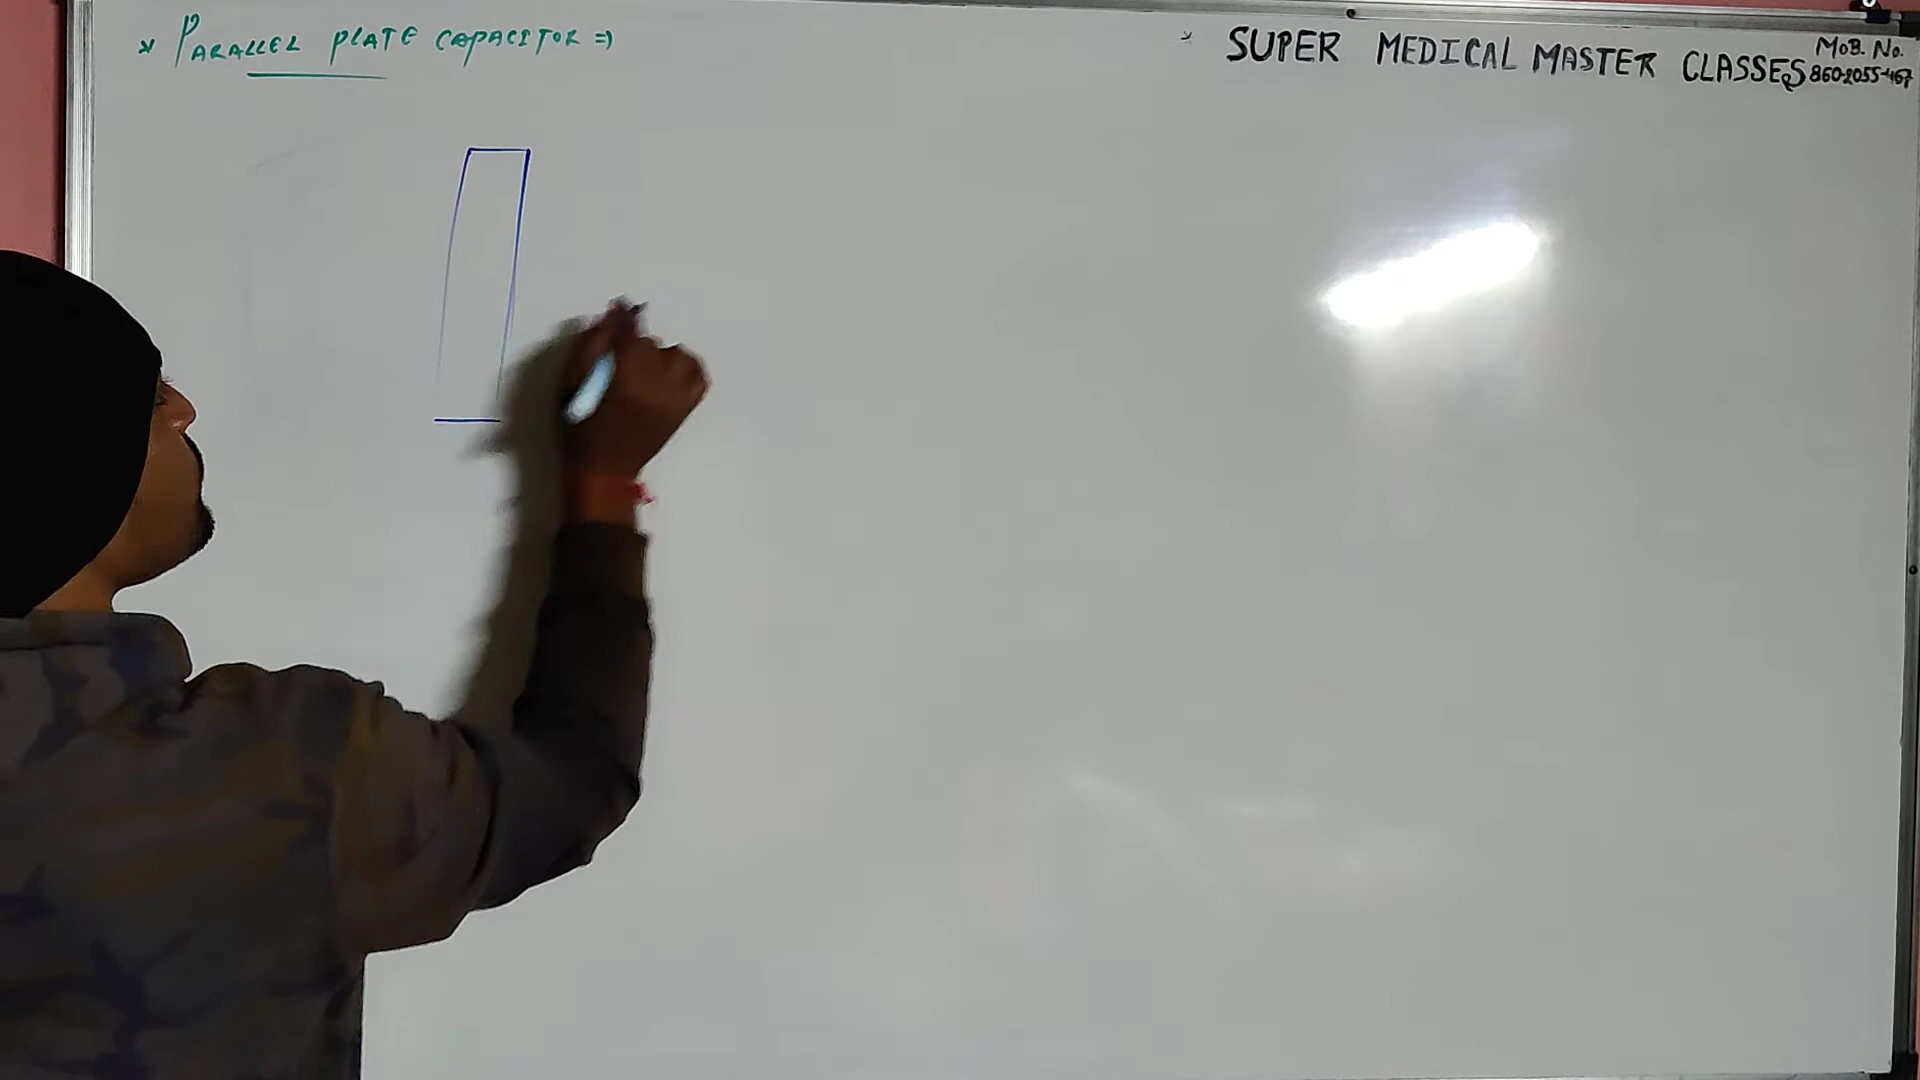 * PARALLEL PLATE CAPACITOR ⇒
* SUPER MEDICAL MASTER CLASSES
MOB. No.
860-2055-467